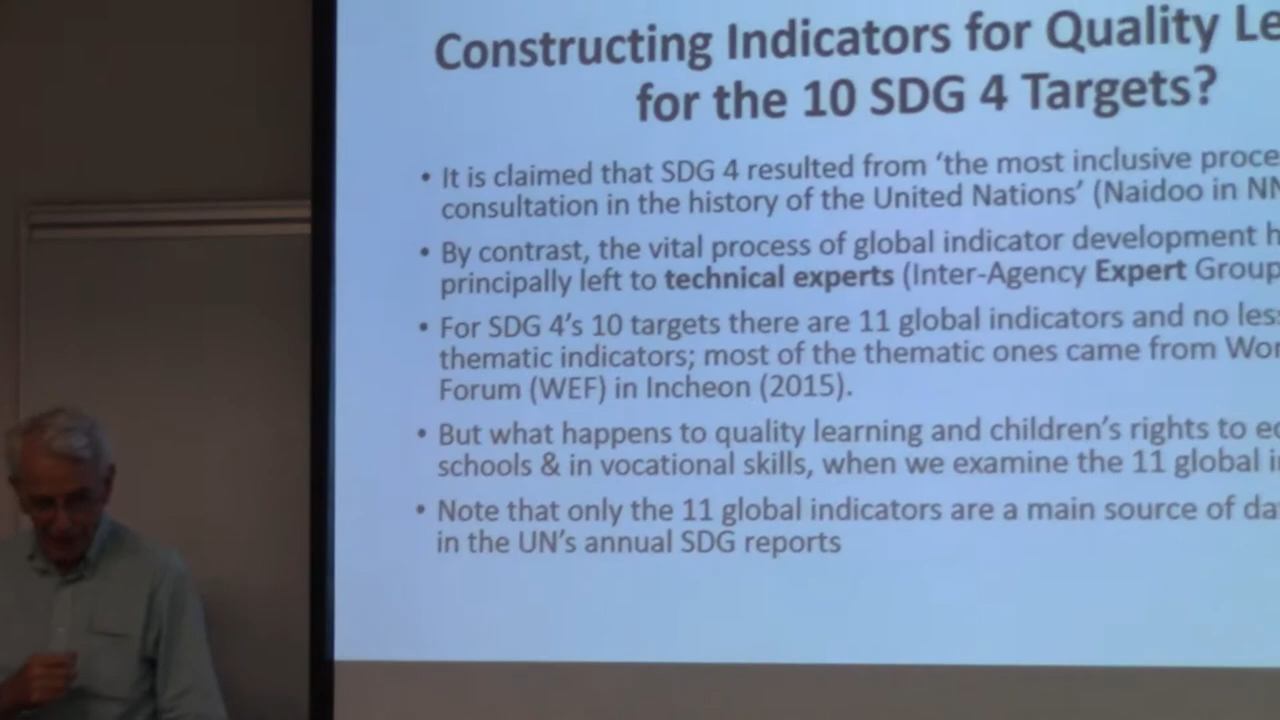 Constructing Indicators for Quality Le
for the 10 SDG 4 Targets?
• It is claimed that SDG 4 resulted from ‘the most inclusive proce
consultation in the history of the United Nations’ (Naidoo in NN
• By contrast, the vital process of global indicator development h
principally left to technical experts (Inter-Agency Expert Group
• For SDG 4’s 10 targets there are 11 global indicators and no les
thematic indicators; most of the thematic ones came from Wor
Forum (WEF) in Incheon (2015).
• But what happens to quality learning and children’s rights to ed
schools & in vocational skills, when we examine the 11 global in
• Note that only the 11 global indicators are a main source of da
in the UN’s annual SDG reports